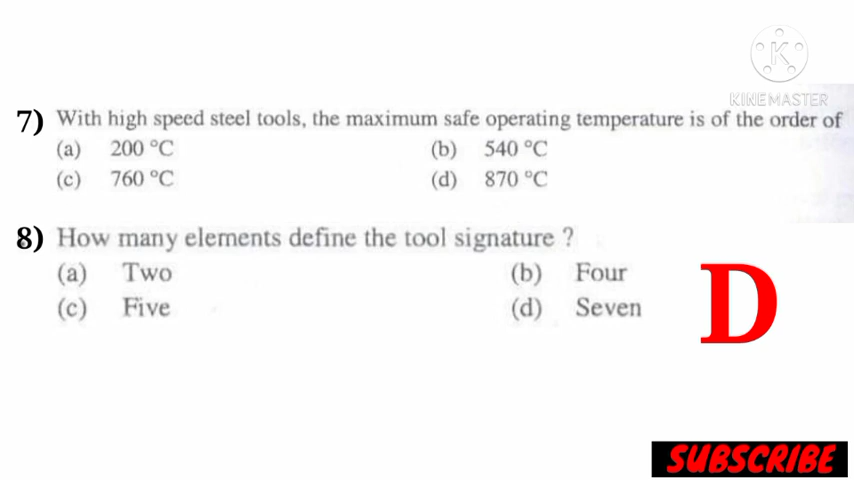 K
KINEMASTER
7) With high speed steel tools, the maximum safe operating temperature is of the order of
(a) 200 °C (b) 540 °C
(c) 760 °C (d) 870 °C
8) How many elements define the tool signature ?
(a) Two (b) Four
(c) Five (d) Seven
D
SUBSCRIBE